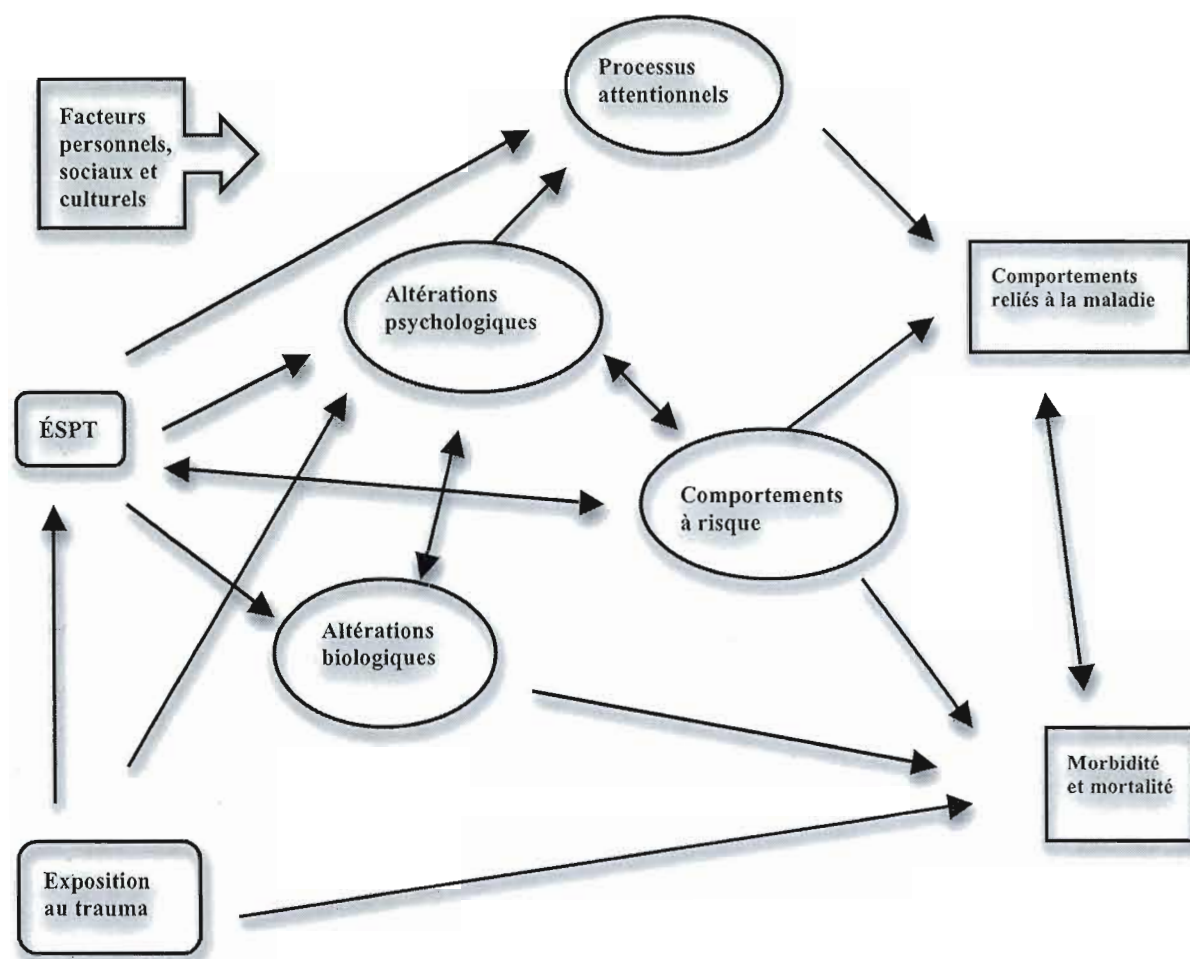 Processus
attentionnels
Facteurs
personnels,
sociaux et
culturels
Altérations
psychologiques
Comportements
reliés à la maladie
ÉSPT
Comportements
à risque
Altérations
biologiques
Morbidité
et mortalité
Exposition
au trauma